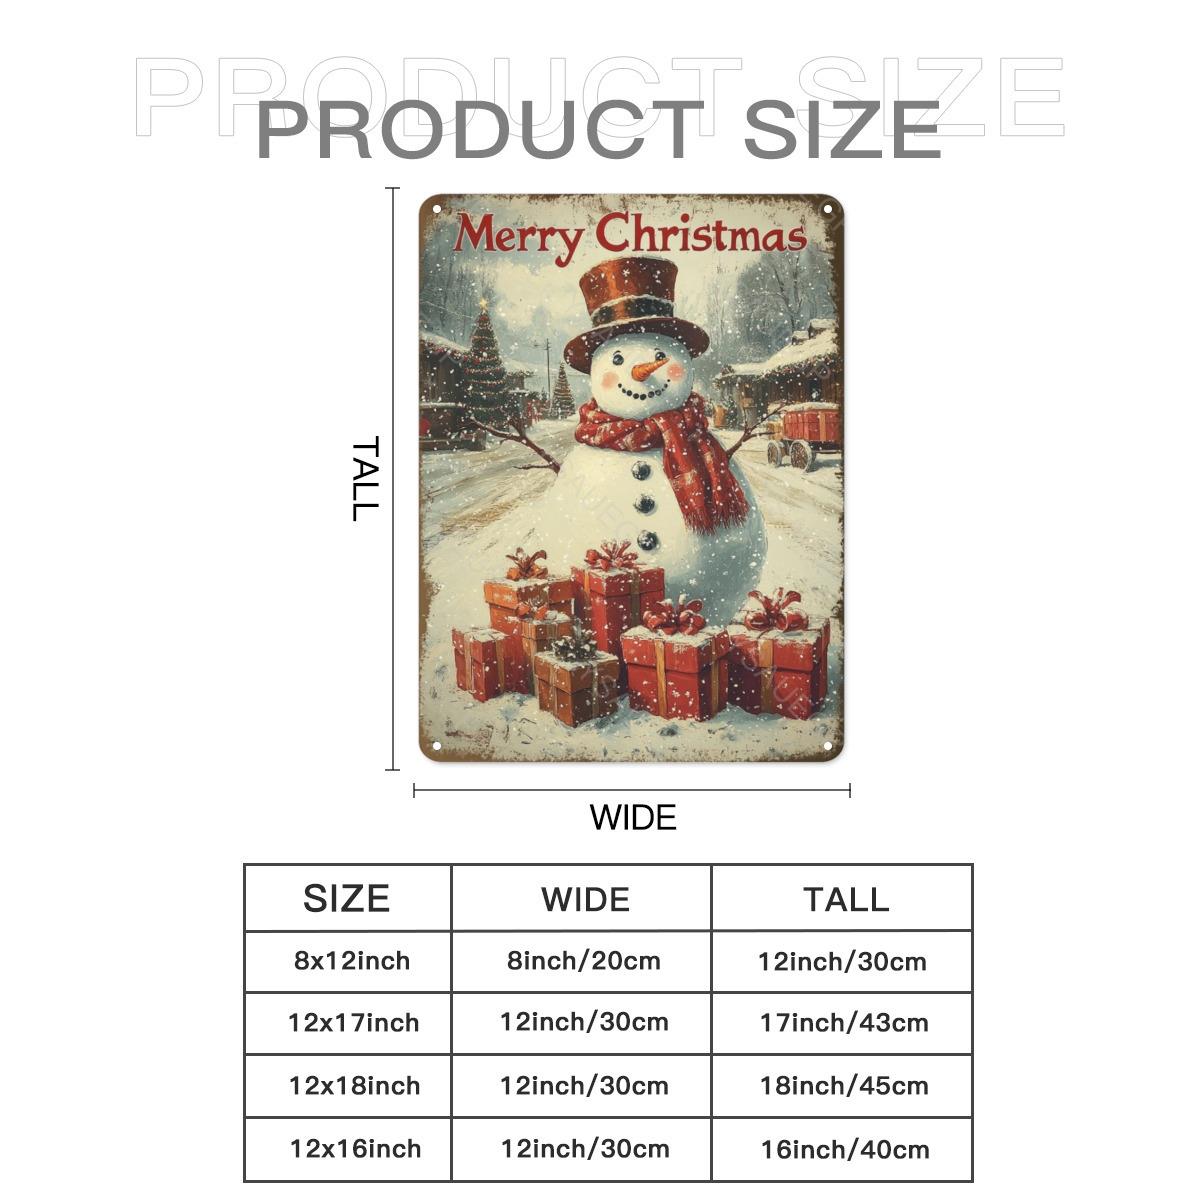 PRODUCT SIZE
PRODUCT SIZE
Merry Christmas
TALL
WIDE
SIZE WIDE TALL
8x12inch 8inch/20cm 12inch/30cm
12x17inch 12inch/30cm 17inch/43cm
12x18inch 12inch/30cm 18inch/45cm
12x16inch 12inch/30cm 16inch/40cm